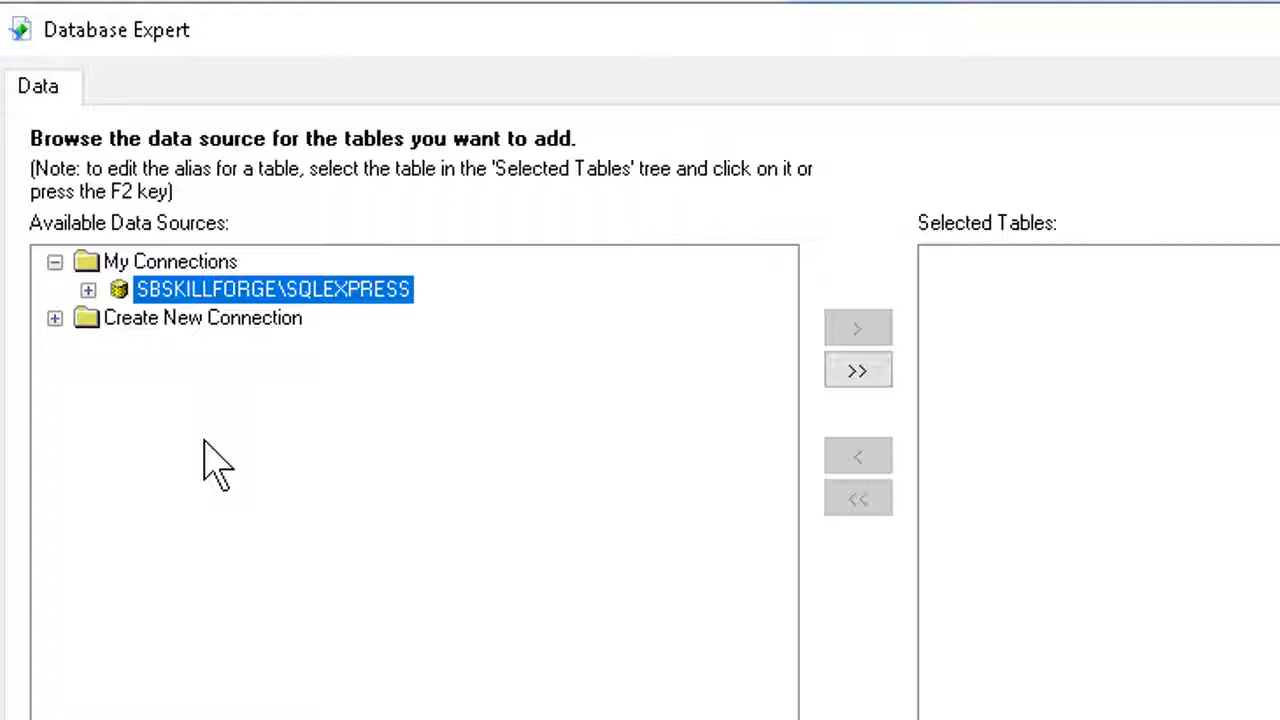 Database Expert
Data
Browse the data source for the tables you want to add.
(Note: to edit the alias for a table, select the table in the 'Selected Tables' tree and click on it or
press the F2 key)
Available Data Sources:
Selected Tables:
My Connections
SBSKILLFORGE\SQLEXPRESS
Create New Connection
>
>>
<
<<